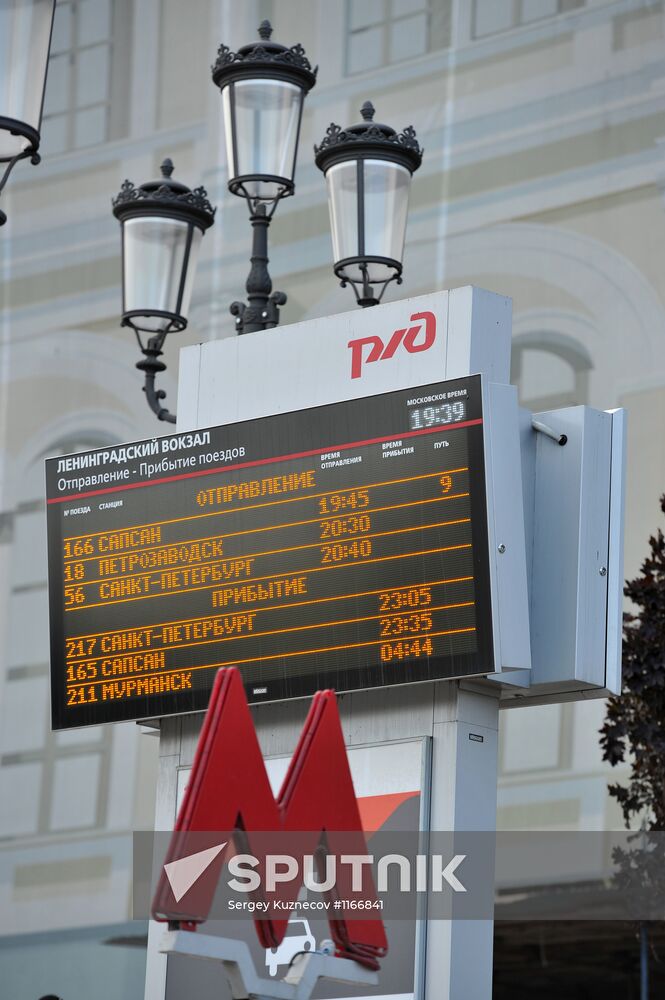 ржд
ЛЕНИНГРАДСКИЙ ВОКЗАЛ
МОСКОВСКОЕ ВРЕМЯ
19:39
Отправление - Прибытие поездов
№ ПОЕЗДА СТАНЦИЯ ВРЕМЯ ОТПРАВЛЕНИЯ ВРЕМЯ ПРИБЫТИЯ ПУТЬ
ОТПРАВЛЕНИЕ
166 САПСАН 19:45 9
18 ПЕТРОЗАВОДСК 20:30
56 САНКТ-ПЕТЕРБУРГ 20:40
ПРИБЫТИЕ
217 САНКТ-ПЕТЕРБУРГ 23:05
165 САПСАН 23:35
211 МУРМАНСК 04:44
М
SPUTNIK
Sergey Kuznecov #1166841